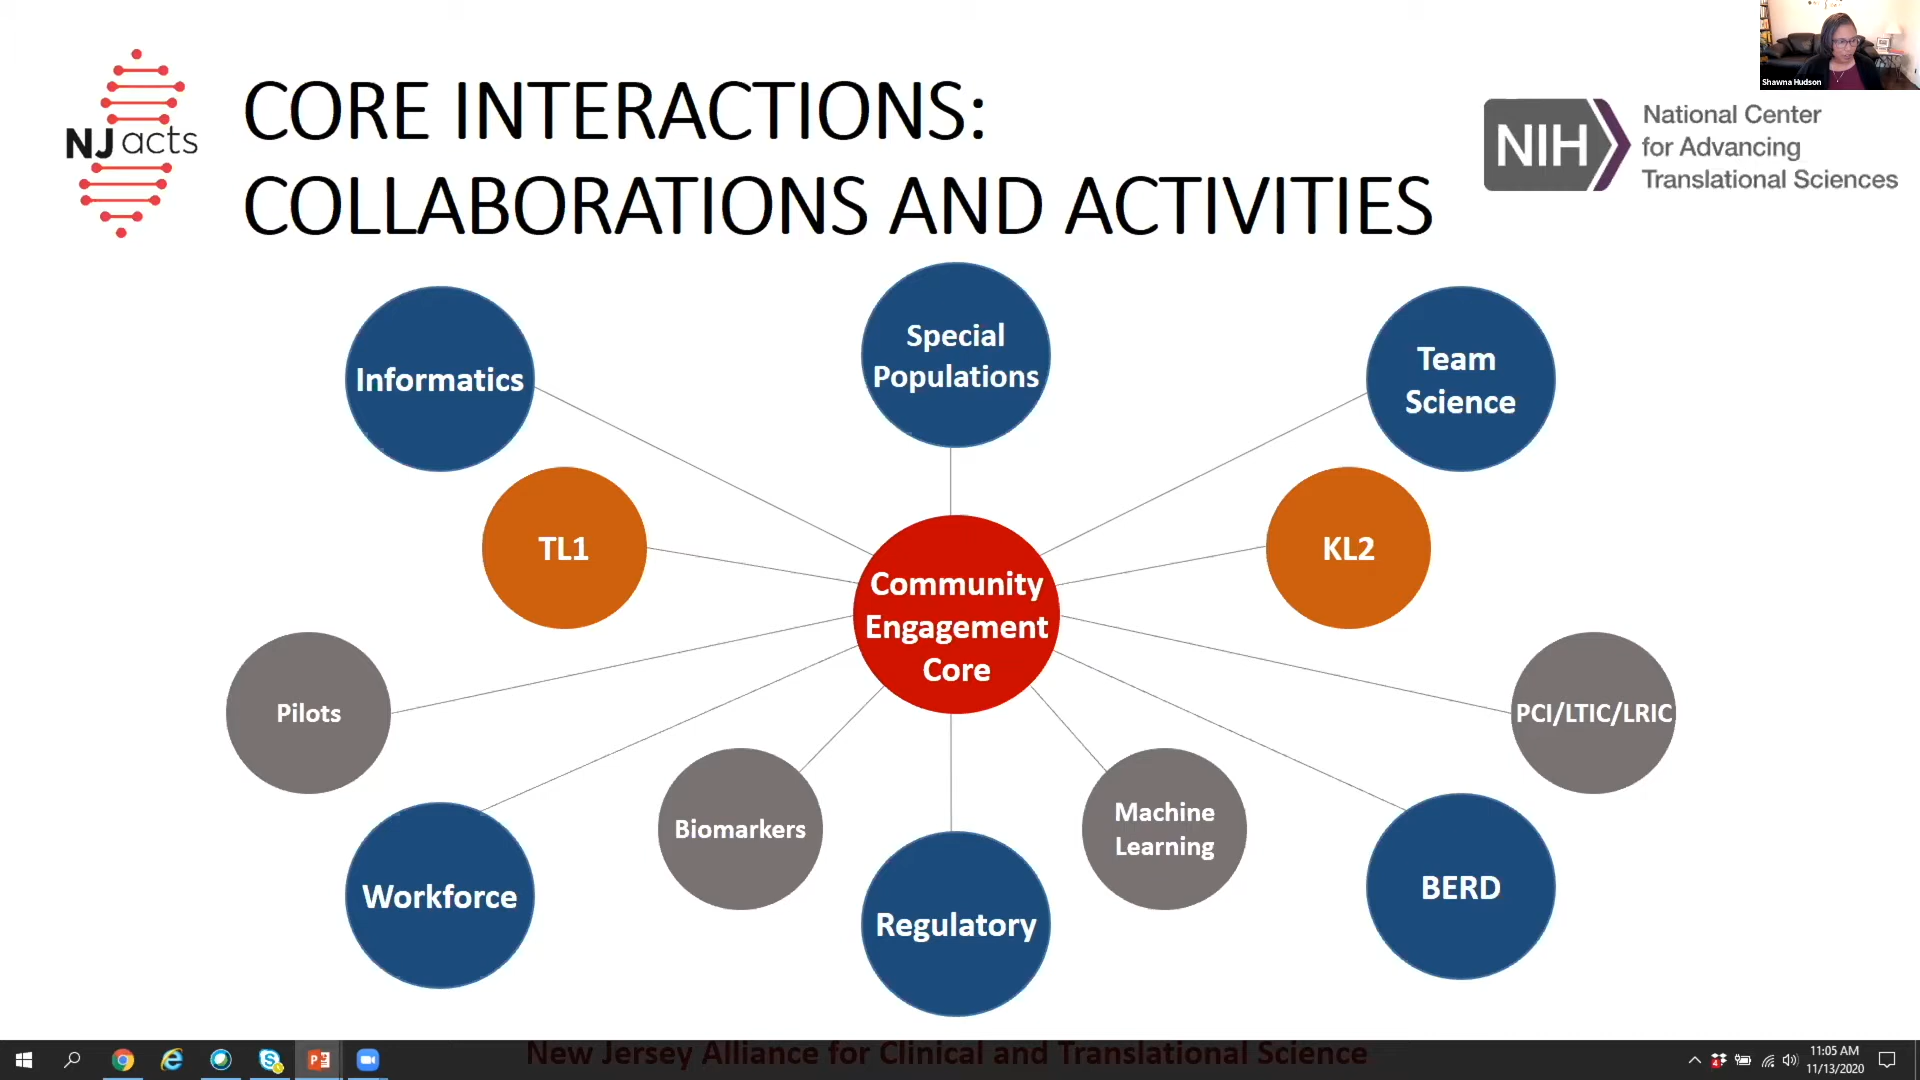 Shawna Hudson
NJ acts
CORE INTERACTIONS:
COLLABORATIONS AND ACTIVITIES
NIH
National Center
for Advancing
Translational Sciences
Informatics
Special
Populations
Team
Science
TL1
KL2
Community
Engagement
Core
Pilots
PCI/LTIC/LRIC
Workforce
Biomarkers
Regulatory
Machine
Learning
BERD
New Jersey Alliance for Clinical and Translational Science
11:05 AM
11/13/2020